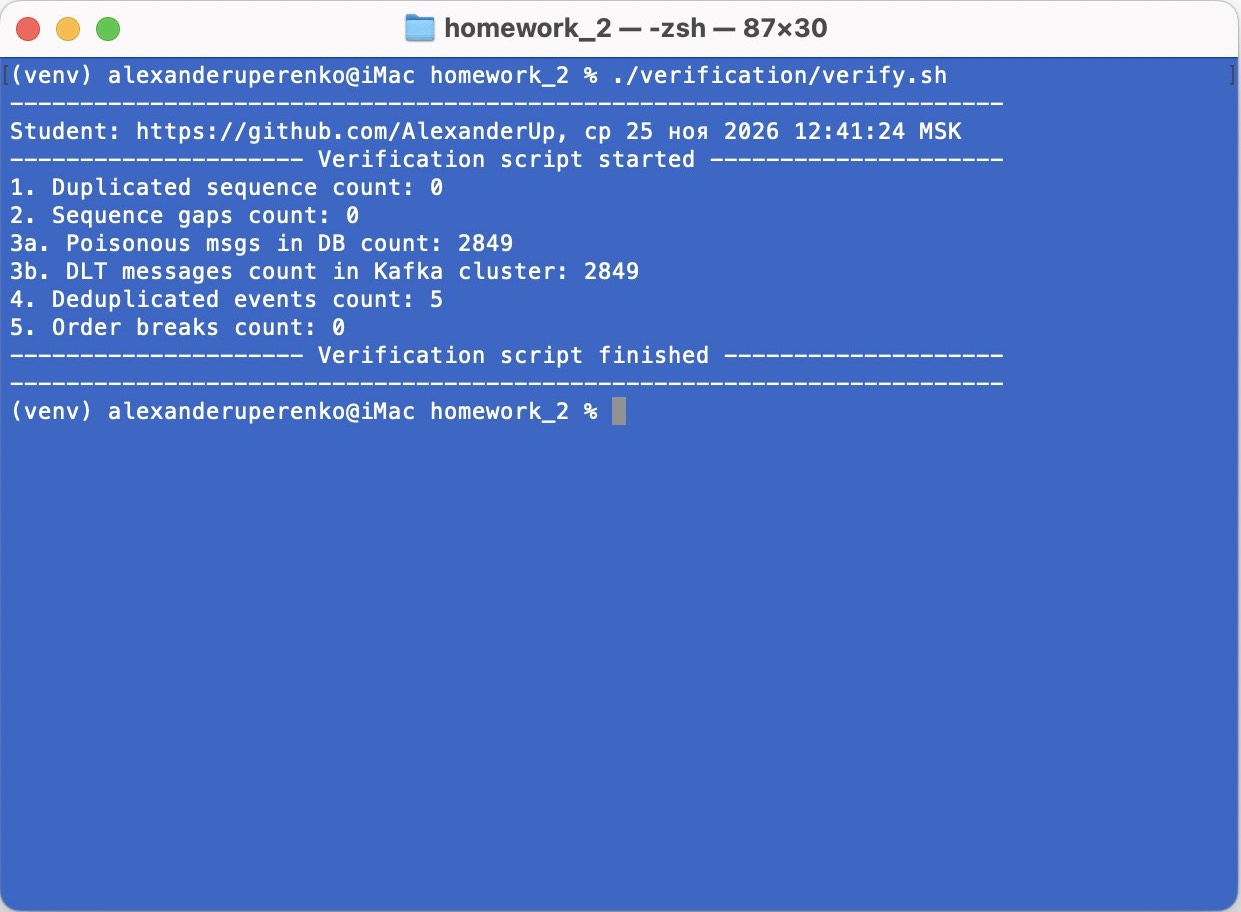 homework_2 — -zsh — 87×30
(venv) alexanderuperenko@iMac homework_2 % ./verification/verify.sh
-----------------------------------------------------------------------
Student: https://github.com/AlexanderUp, ср 25 ноя 2026 12:41:24 MSK
--------------------- Verification script started ---------------------
1. Duplicated sequence count: 0
2. Sequence gaps count: 0
3a. Poisonous msgs in DB count: 2849
3b. DLT messages count in Kafka cluster: 2849
4. Deduplicated events count: 5
5. Order breaks count: 0
--------------------- Verification script finished --------------------
-----------------------------------------------------------------------
(venv) alexanderuperenko@iMac homework_2 %